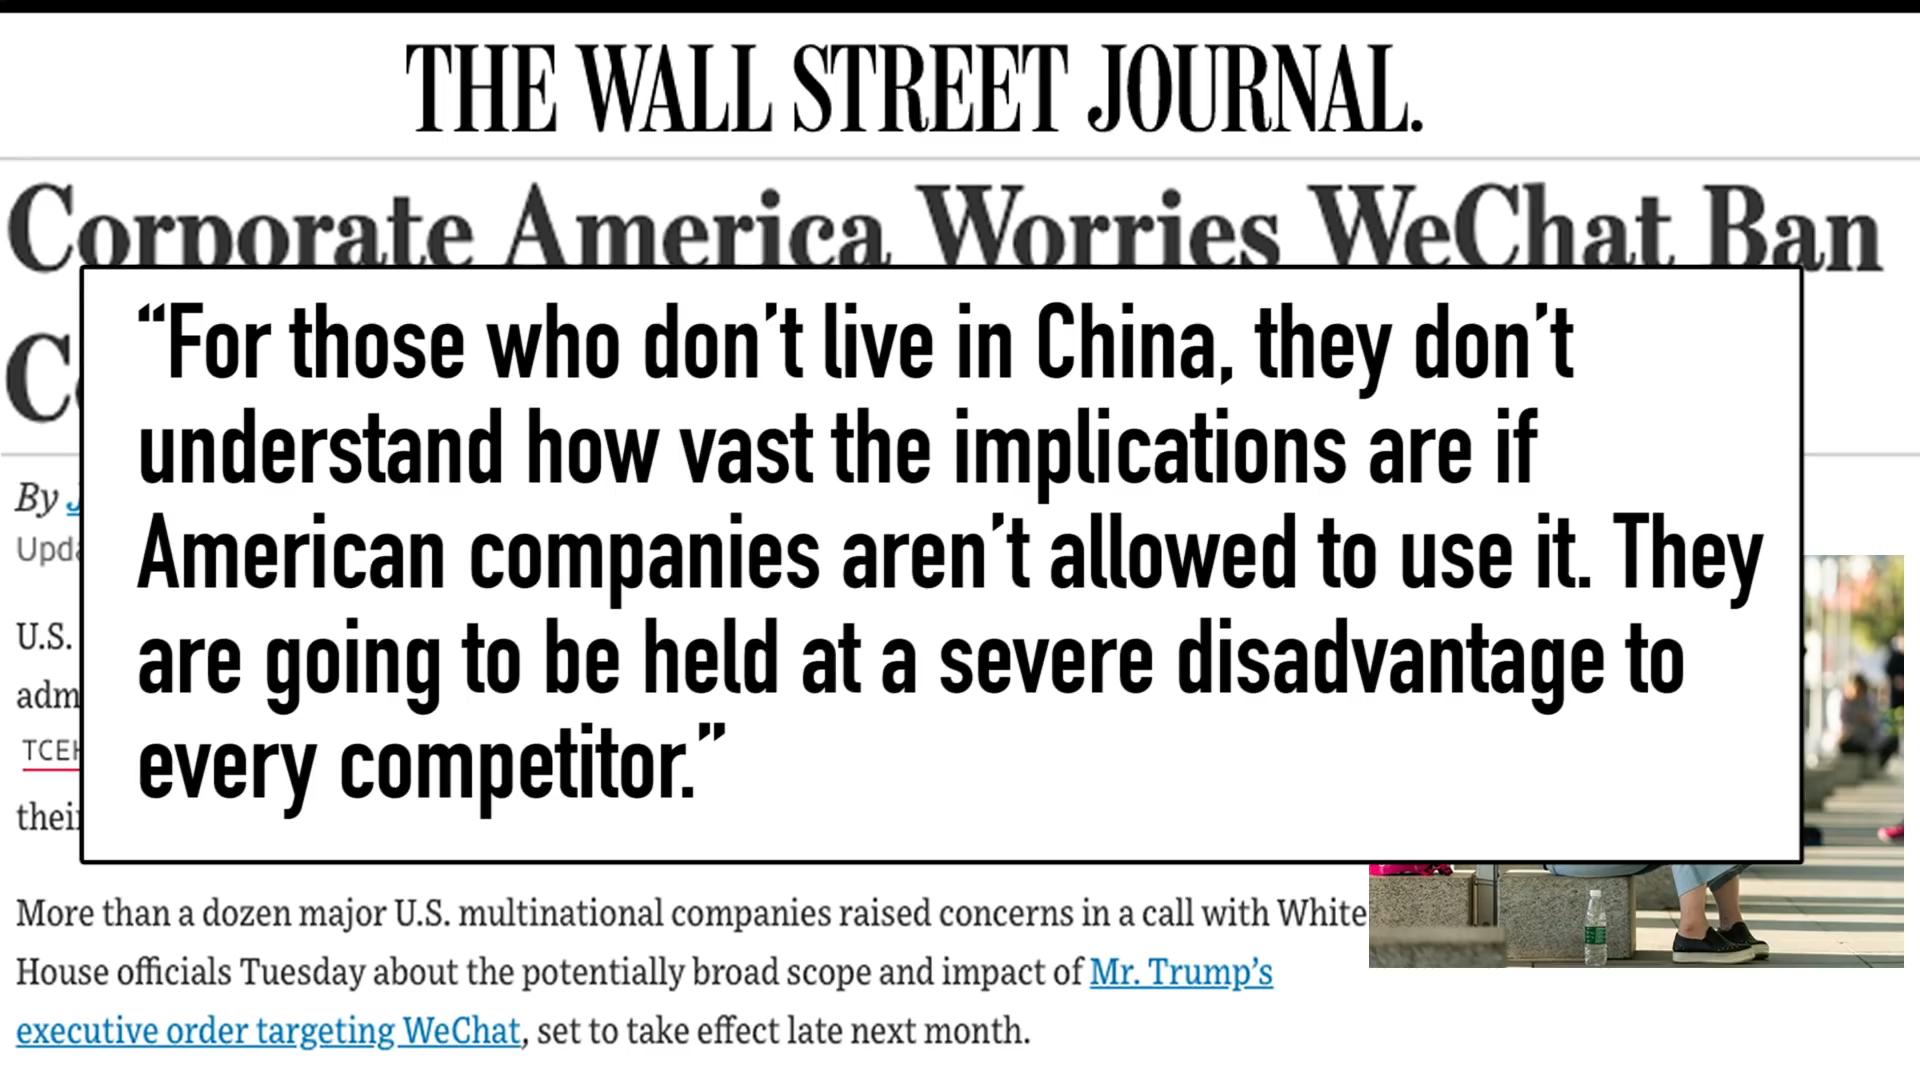 THE WALL STREET JOURNAL.
Corporate America Worries WeChat Ban
“For those who don’t live in China, they don’t
understand how vast the implications are if
American companies aren’t allowed to use it. They
are going to be held at a severe disadvantage to
every competitor.”
By
U.S.
More than a dozen major U.S. multinational companies raised concerns in a call with White
House officials Tuesday about the potentially broad scope and impact of Mr. Trump’s
executive order targeting WeChat, set to take effect late next month.